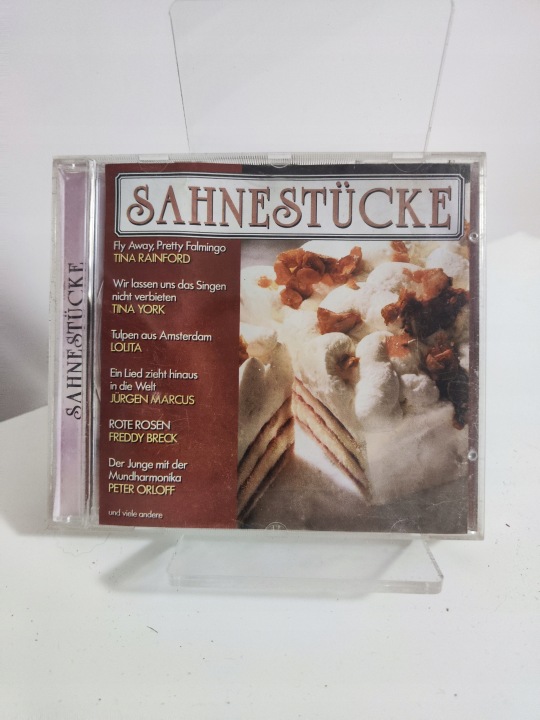 SAHNESTÜCKE
SAHNESTÜCKE
Fly Away, Pretty Falmingo
TINA RAINFORD
Wir lassen uns das Singen
nicht verbieten
TINA YORK
Tulpen aus Amsterdam
LOLITA
Ein Lied zieht hinaus
in die Welt
JÜRGEN MARCUS
ROTE ROSEN
FREDDY BRECK
Der Junge mit der
Mundharmonika
PETER ORLOFF
und viele andere